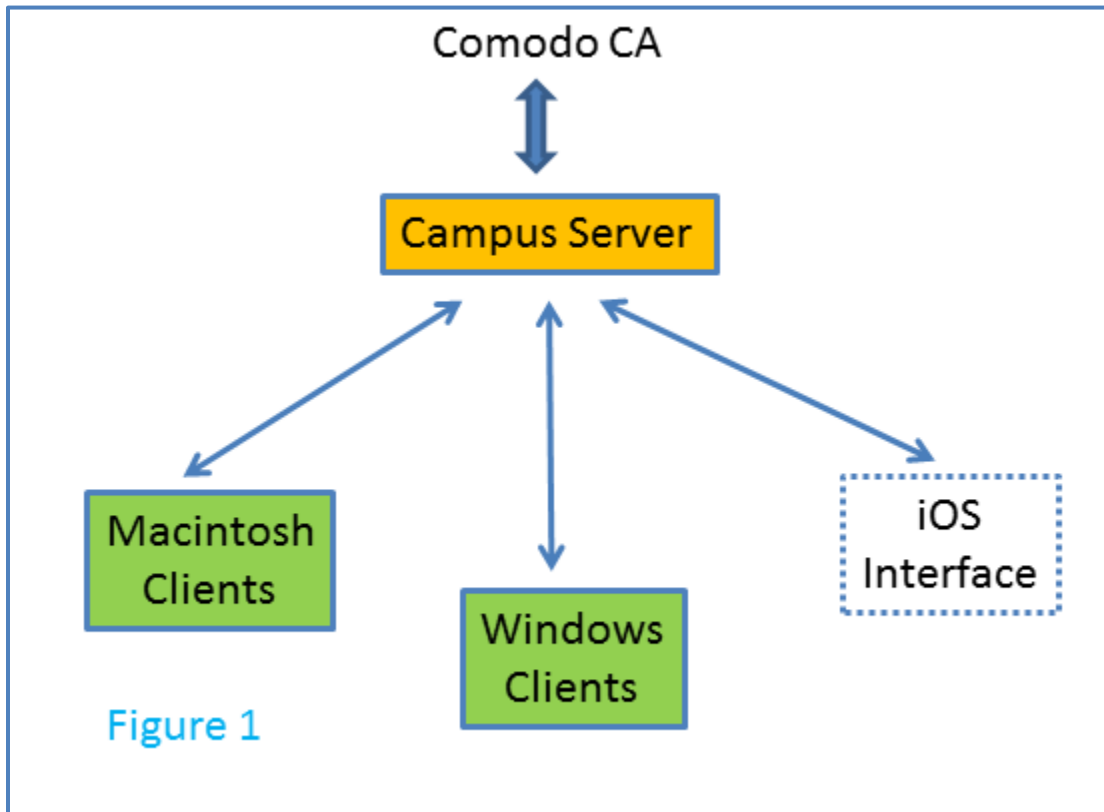 Comodo CA
Campus Server
Macintosh
Clients
Windows
Clients
iOS
Interface
Figure 1